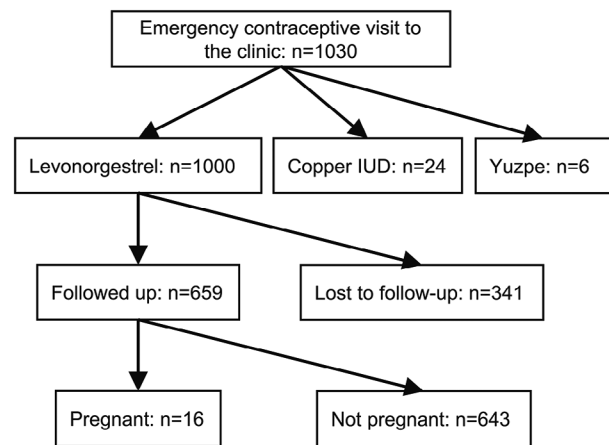 Emergency contraceptive visit to
the clinic: n=1030
Levonorgestrel: n=1000
Copper IUD: n=24
Yuzpe: n=6
Followed up: n=659
Lost to follow-up: n=341
Pregnant: n=16
Not pregnant: n=643